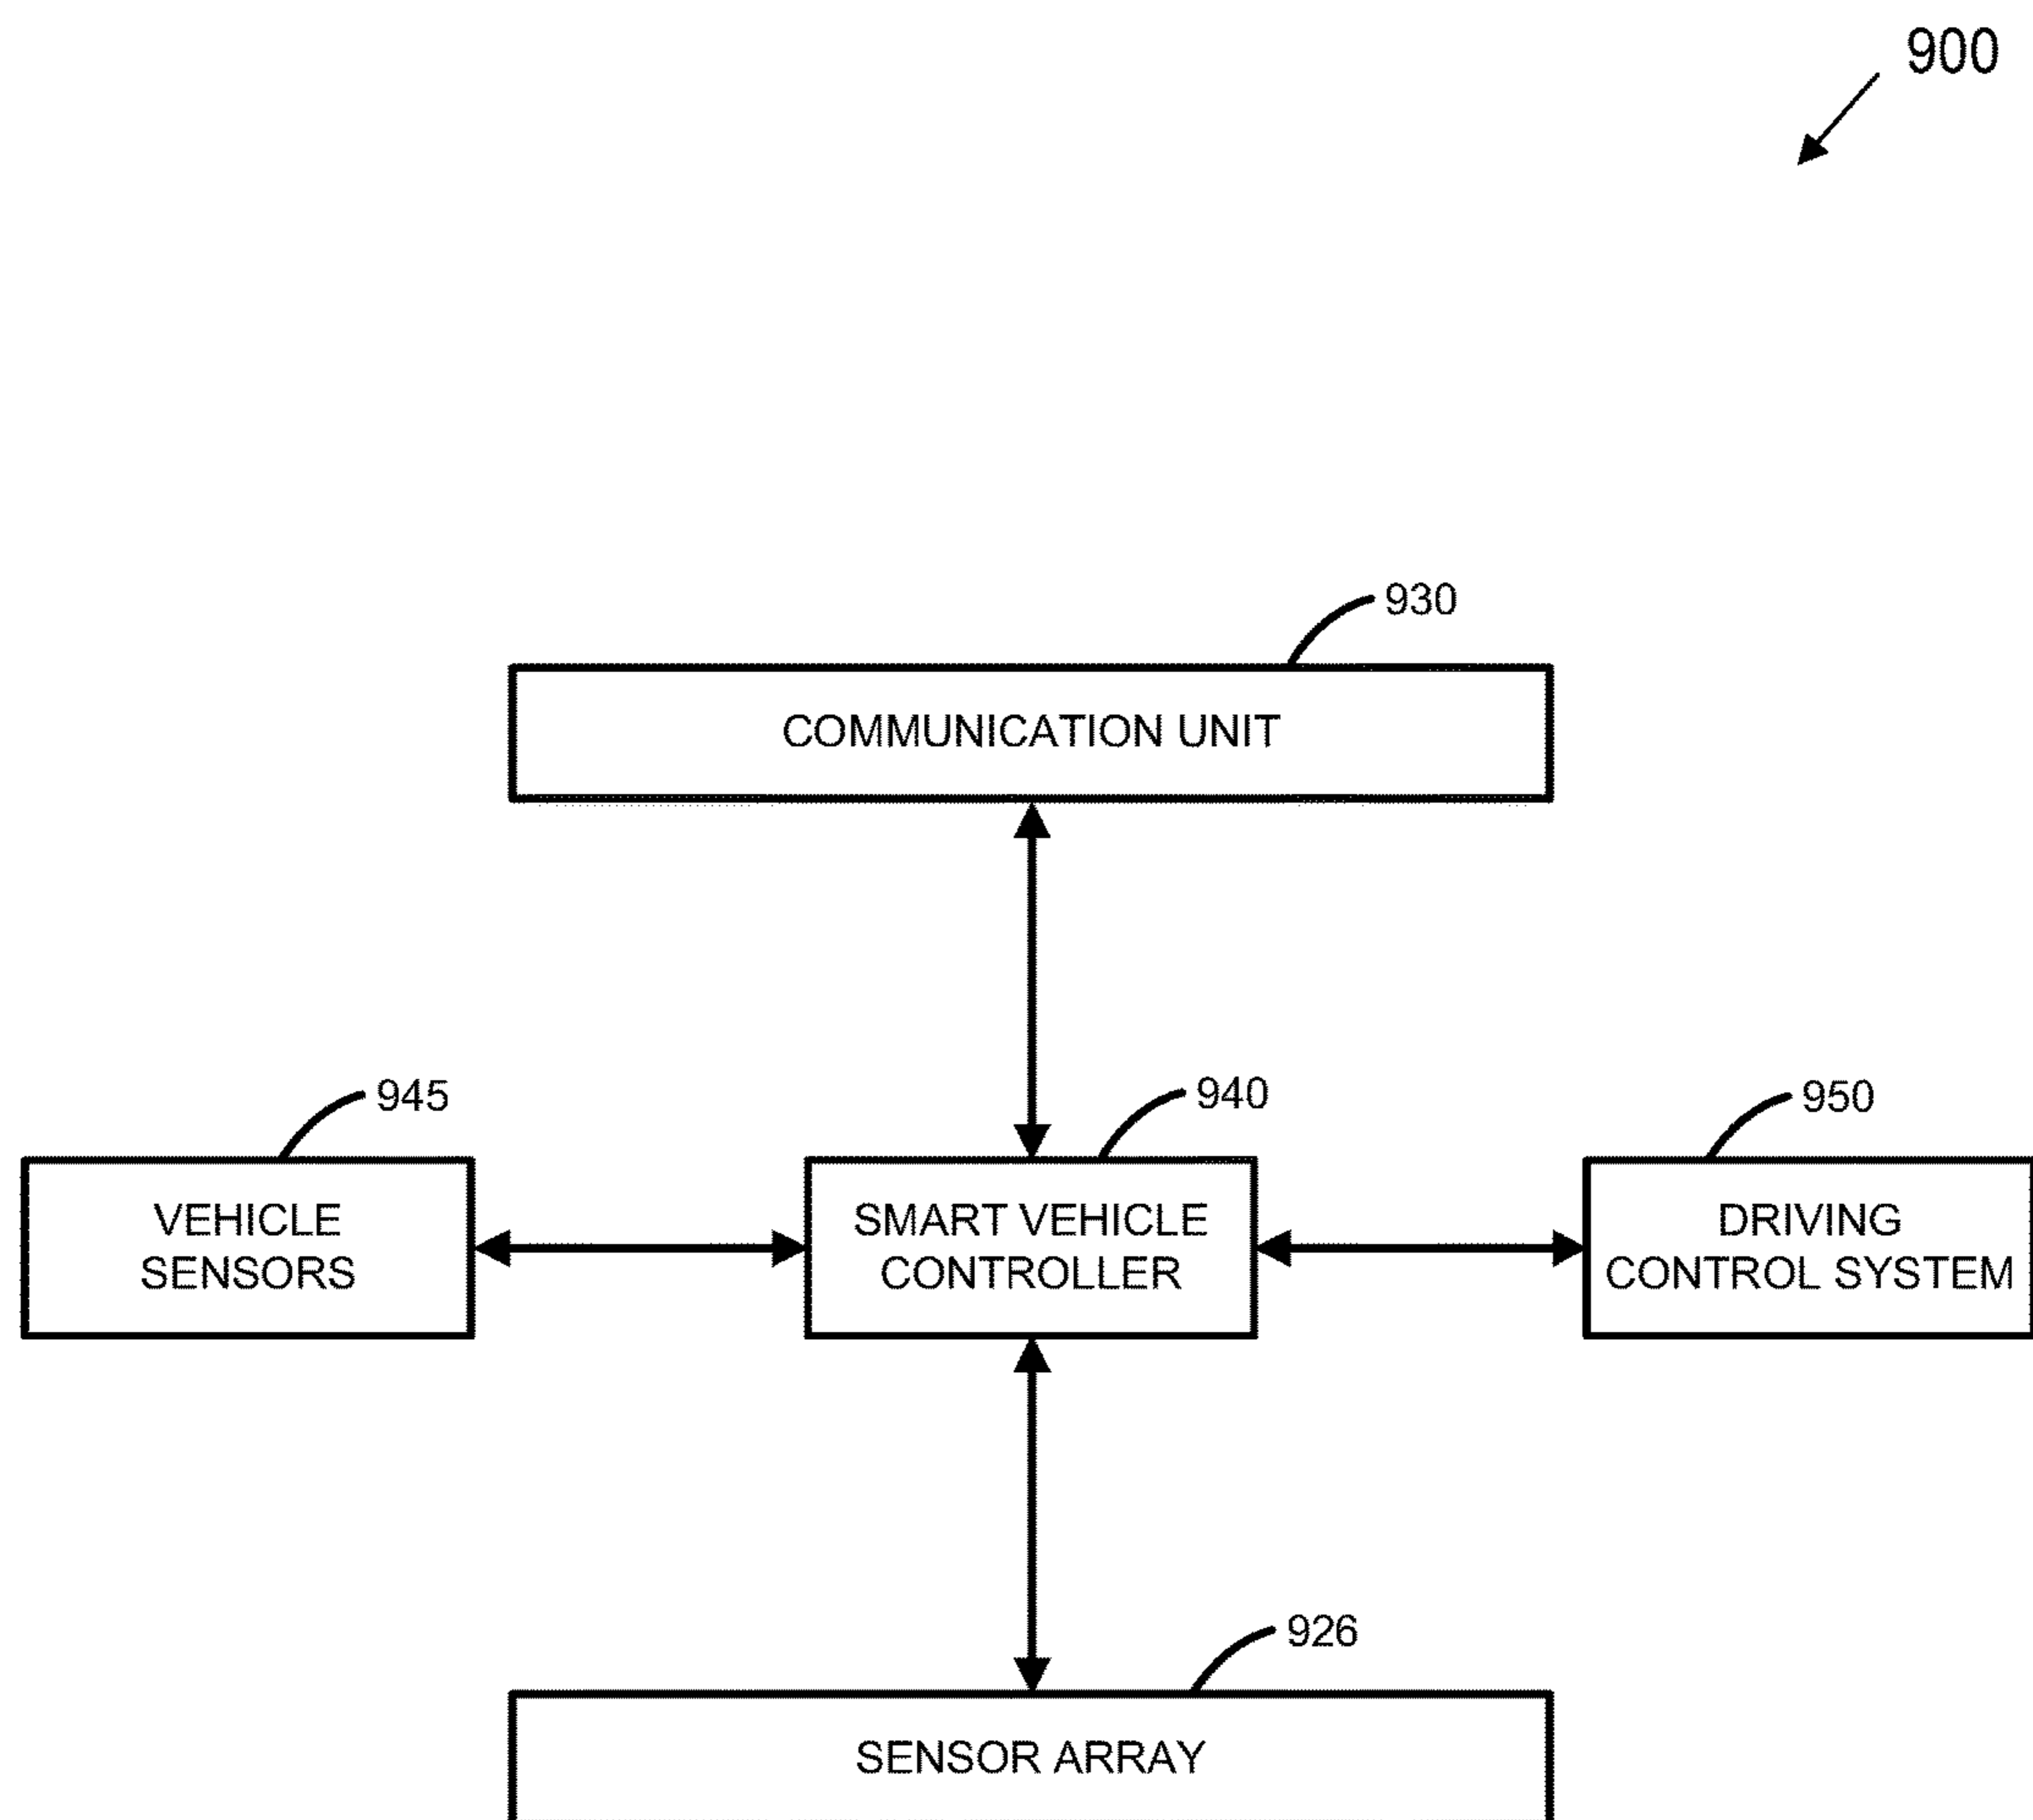 900
930
COMMUNICATION UNIT
945
940
950
VEHICLE
SENSORS
SMART VEHICLE
CONTROLLER
DRIVING
CONTROL SYSTEM
926
SENSOR ARRAY